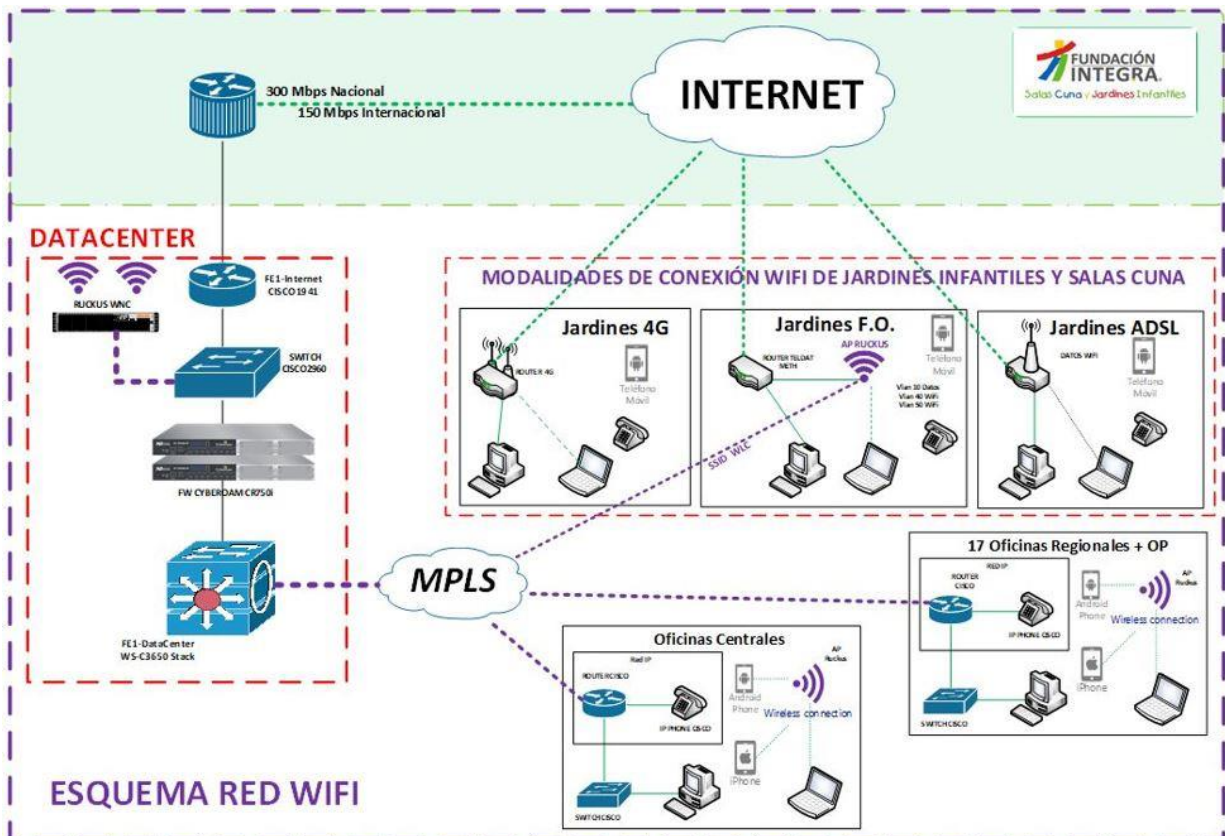 300 Mbps Nacional
150 Mbps Internacional
INTERNET
FUNDACIÓN
INTEGRA.
Salas Cuna y Jardines Infantiles
DATACENTER
RUCKUS WNC
FE1-Internet
CISCO1941
SWITCH
CISCO2960
FW CYBERDAM CR750i
FE1-DataCenter
WS-C3650 Stack
MODALIDADES DE CONEXIÓN WIFI DE JARDINES INFANTILES Y SALAS CUNA
Jardines 4G
ROUTER 4G
Teléfono
Móvil
Jardines F.O.
AP RUCKUS
ROUTER TELDAT
METH
Teléfono
Móvil
Vlan 10 Datos
Vlan 40 WiFi
Vlan 50 WiFi
SSID WLC
Jardines ADSL
DATOS WIFI
Teléfono
Móvil
MPLS
17 Oficinas Regionales + OP
RED IP
ROUTER
CISCO
IP PHONE CISCO
SWITCH CISCO
Android
Phone
AP
Ruckus
Wireless connection
iPhone
Oficinas Centrales
Red IP
ROUTER CISCO
IP PHONE CISCO
SWITCH CISCO
Android
Phone
AP
Ruckus
Wireless connection
iPhone
ESQUEMA RED WIFI